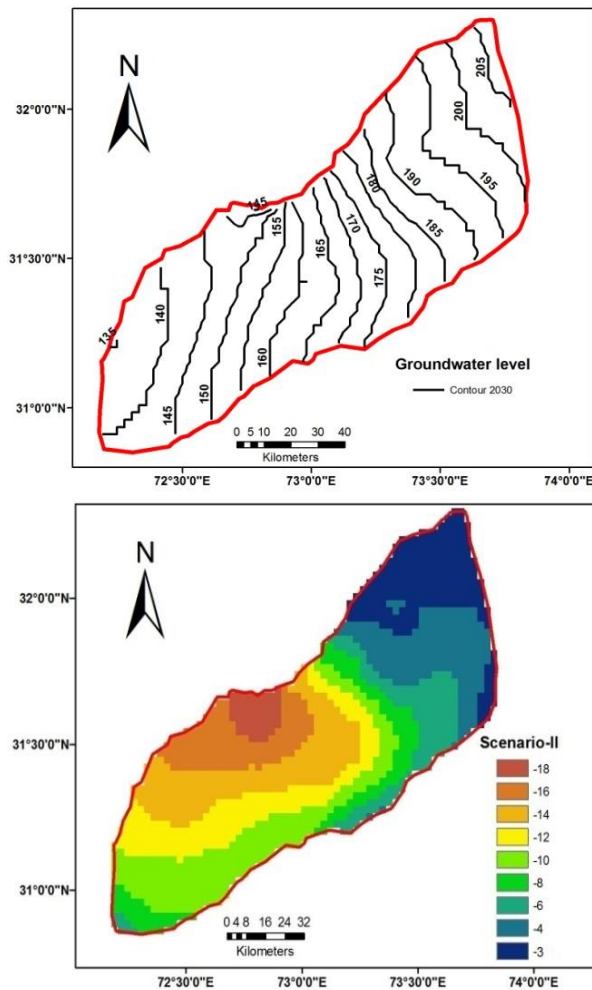 N
32°0'0"N
31°30'0"N
31°0'0"N
205
200
195
190
180
185
170
175
165
155
145
160
150
145
140
135
Groundwater level
Contour 2030
0 5 10 20 30 40
Kilometers
72°30'0"E 73°0'0"E 73°30'0"E 74°0'0"E
N
32°0'0"N
31°30'0"N
31°0'0"N
Scenario-II
-18
-16
-14
-12
-10
-8
-6
-4
-3
0 4 8 16 24 32
Kilometers
72°30'0"E 73°0'0"E 73°30'0"E 74°0'0"E